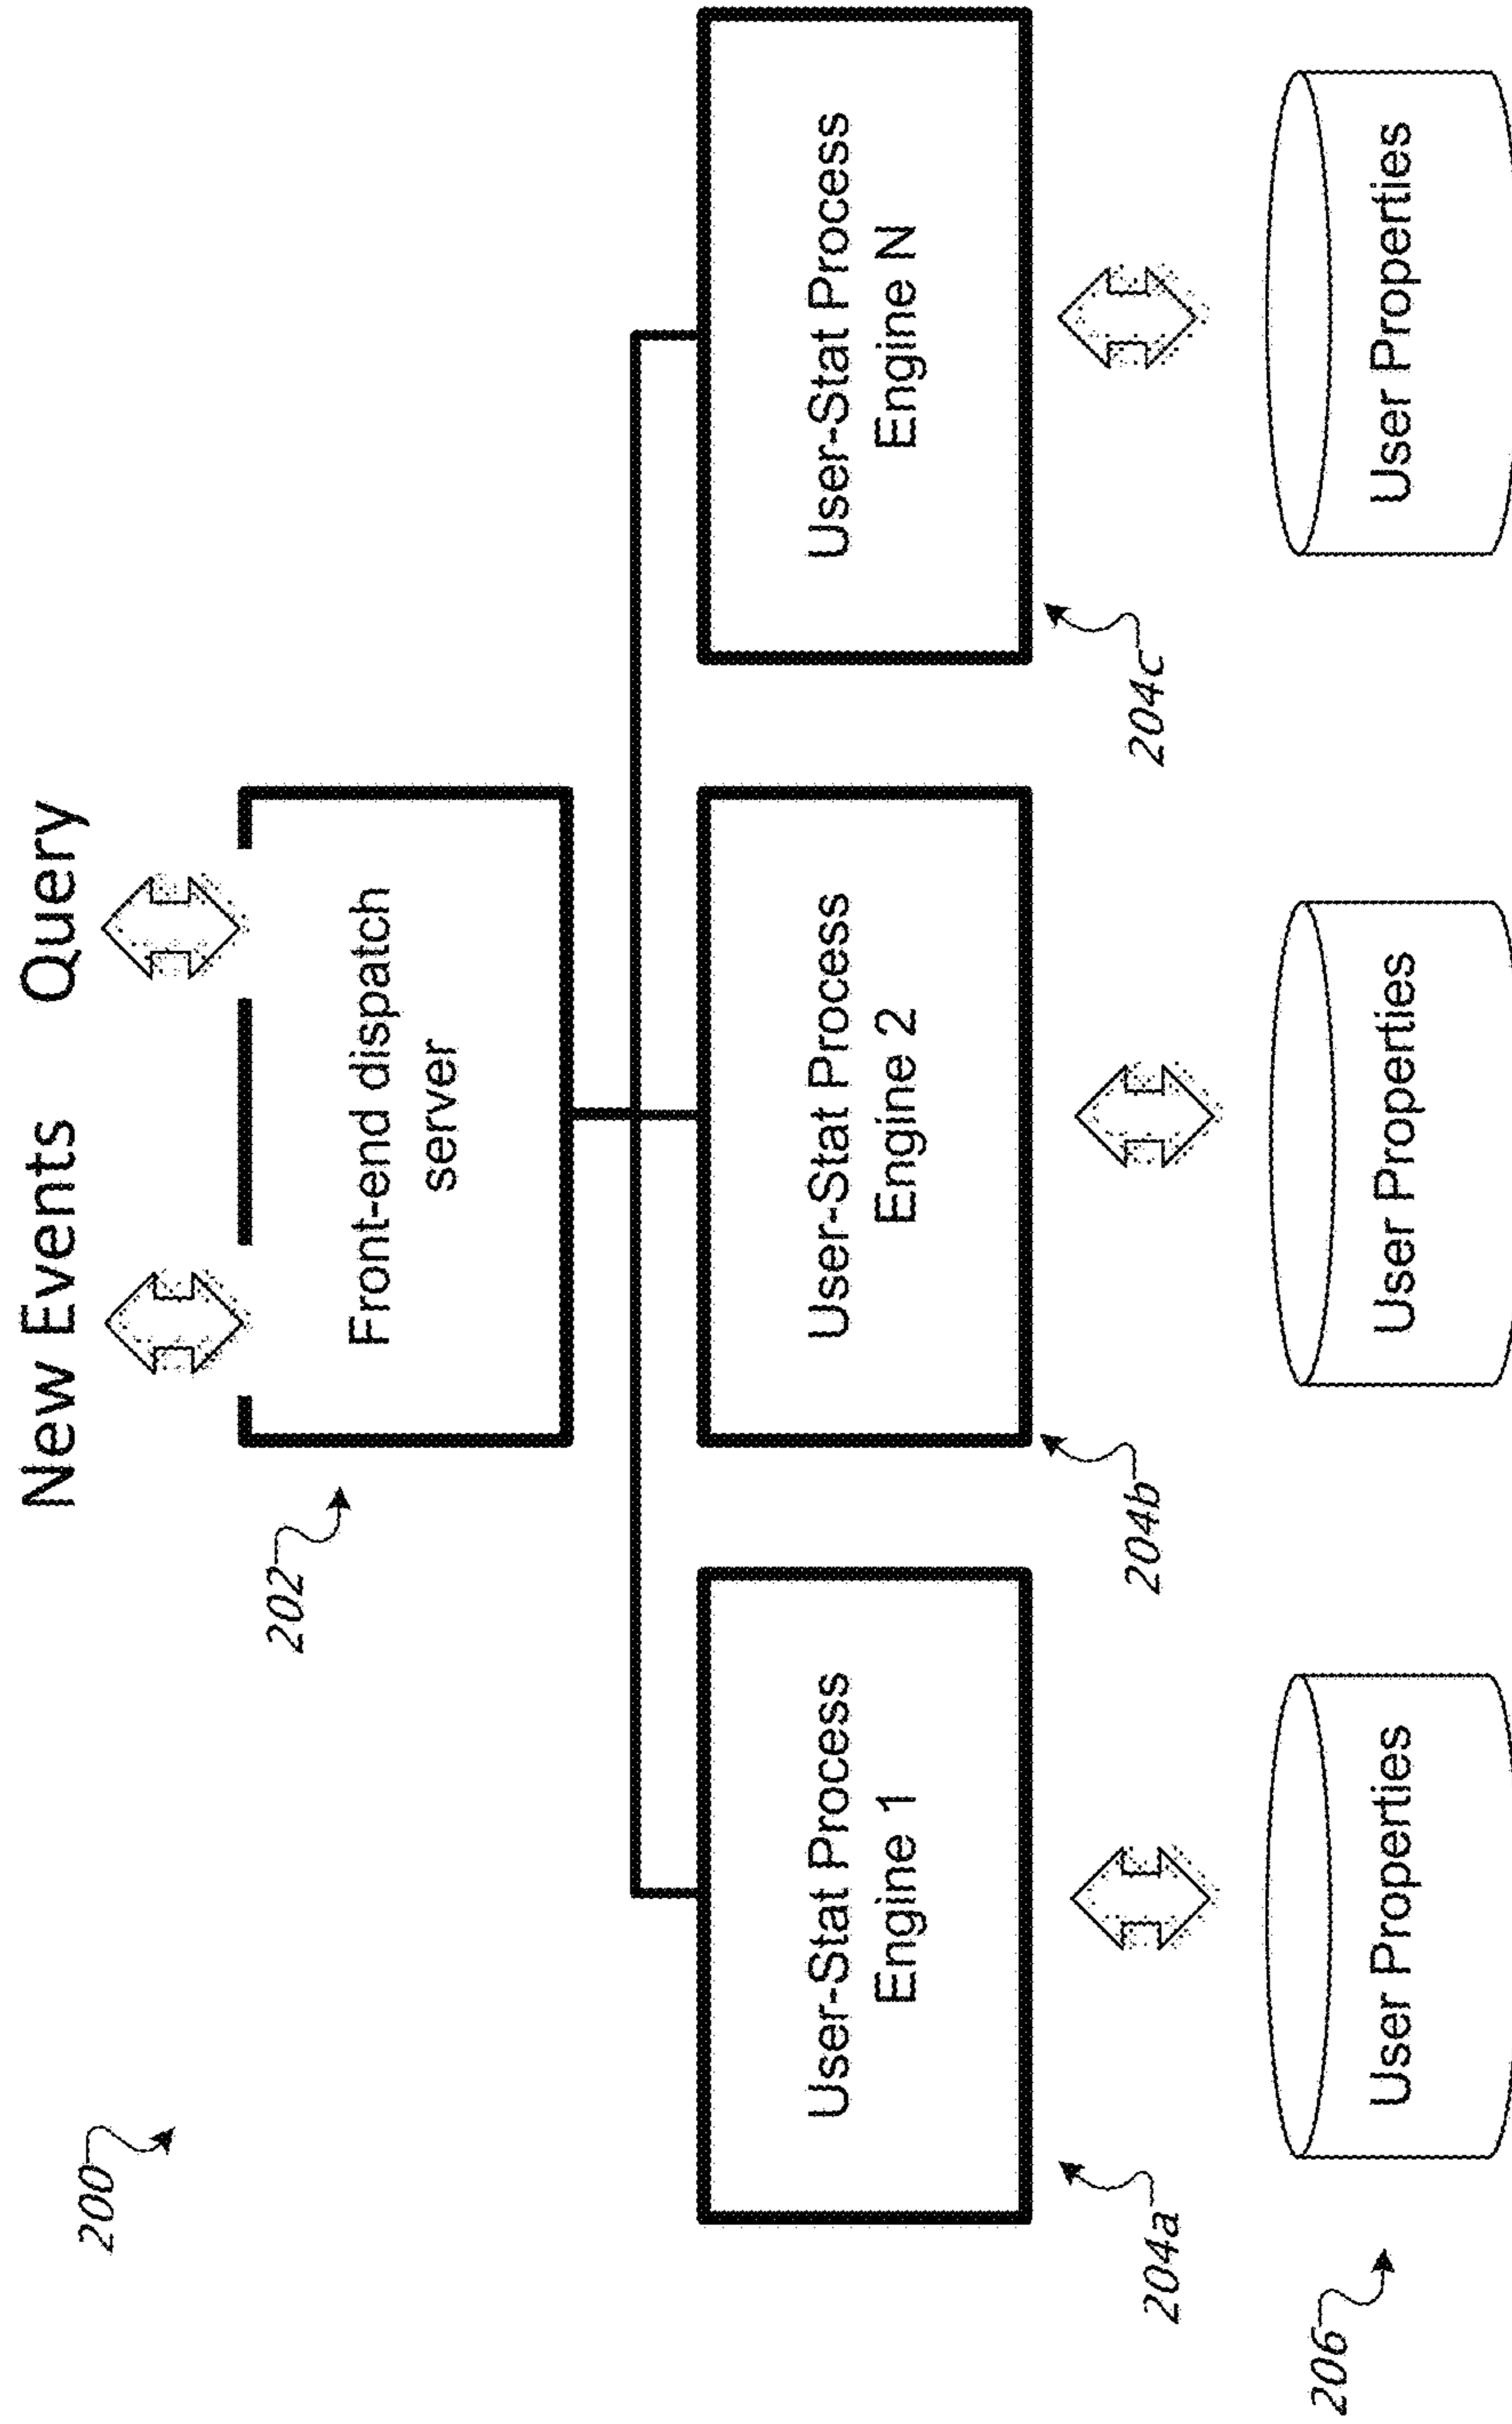 200
New Events Query
202
Front-end dispatch
server
User-Stat Process
Engine 1
User-Stat Process
Engine 2
User-Stat Process
Engine N
204a
204b
204c
206
User Properties
User Properties
User Properties